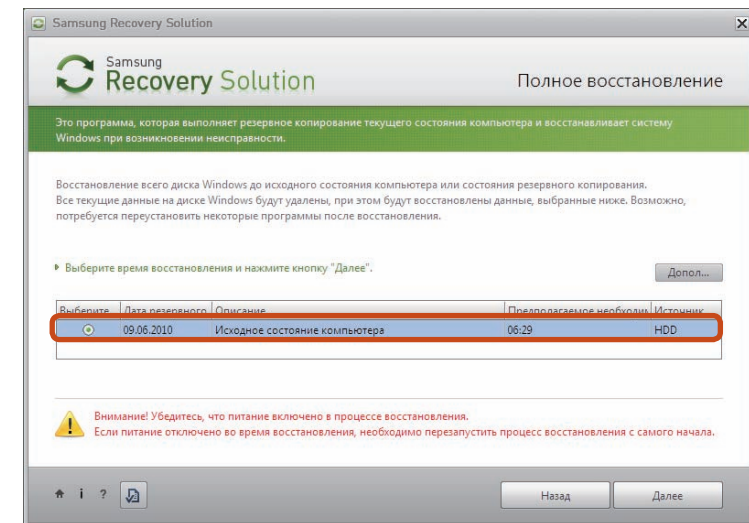 Samsung Recovery Solution
Samsung
Recovery Solution
Полное восстановление
Это программа, которая выполняет резервное копирование текущего состояния компьютера и восстанавливает систему
Windows при возникновении неисправности.
Восстановление всего диска Windows до исходного состояния компьютера или состояния резервного копирования.
Все текущие данные на диске Windows будут удалены, при этом будут восстановлены данные, выбранные ниже. Возможно,
потребуется переустановить некоторые программы после восстановления.
Выберите время восстановления и нажмите кнопку "Далее".
Допол...
Выберите Дата резервного Описание Предполагаемое необходим Источник
09.06.2010 Исходное состояние компьютера 06:29 HDD
Внимание! Убедитесь, что питание включено в процессе восстановления.
Если питание отключено во время восстановления, необходимо перезапустить процесс восстановления с самого начала.
i ? Назад Далее